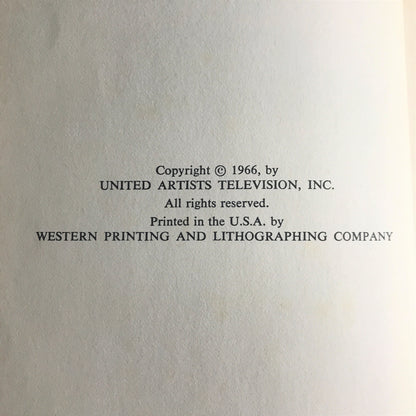 Copyright © 1966, by
UNITED ARTISTS TELEVISION, INC.
All rights reserved.
Printed in the U.S.A. by
WESTERN PRINTING AND LITHOGRAPHING COMPANY